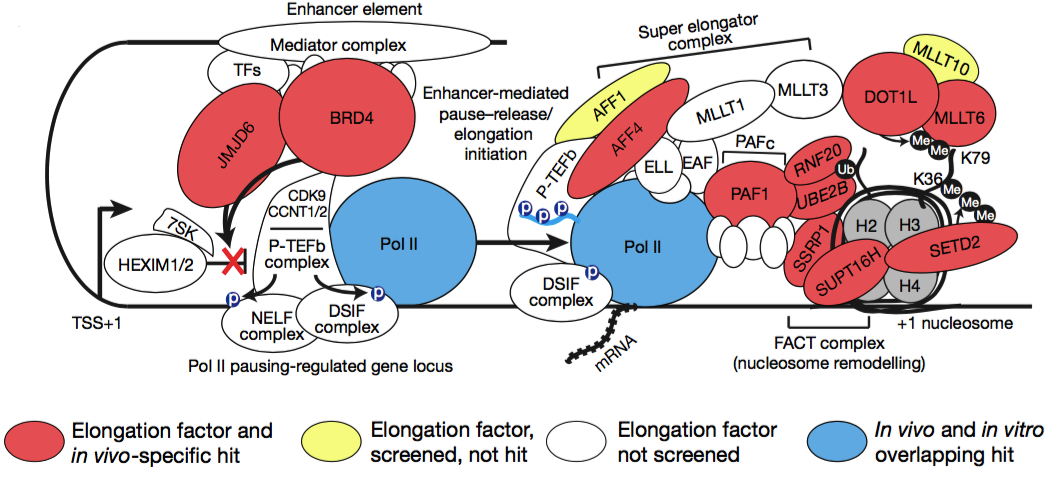 Enhancer element
Mediator complex
TFs
JMJD6
BRD4
Enhancer-mediated
pause–release/
elongation
initiation
7SK
HEXIM1/2
CDK9
CCNT1/2
P-TEFb
complex
Pol II
p
NELF
complex
p
DSIF
complex
TSS+1
Pol II pausing-regulated gene locus
Super elongator
complex
AFF1
AFF4
MLLT1
MLLT3
P-TEFb
p
p
p
ELL
EAF
Pol II
DSIF
complex
p
mRNA
PAFc
PAF1
RNF20
UBE2B
Ub
SSRP1
SUPT16H
DOT1L
MLLT10
MLLT6
Me
Me
K79
K36
Me
Me
Me
H2
H3
H4
SETD2
+1 nucleosome
FACT complex
(nucleosome remodelling)
Elongation factor and
in vivo-specific hit
Elongation factor,
screened, not hit
Elongation factor
not screened
In vivo and in vitro
overlapping hit